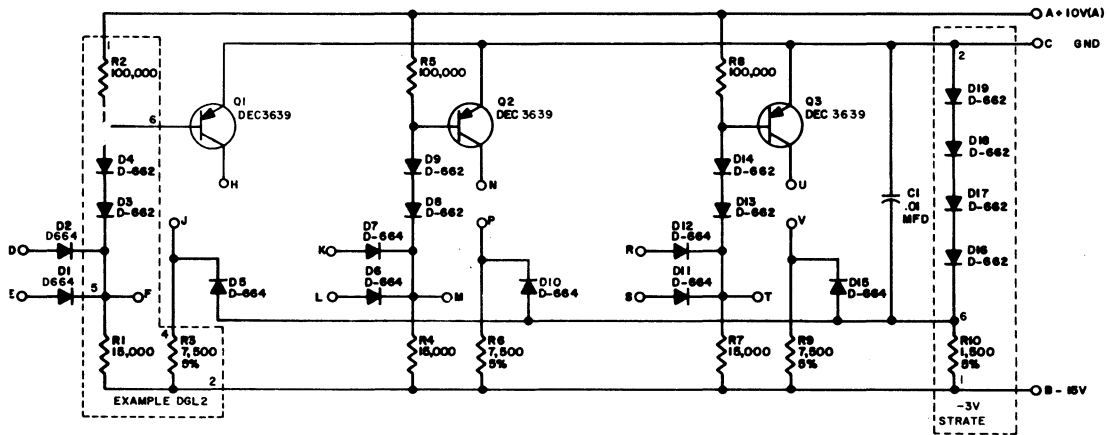 A + 10V(A)
C GND
R2
100,000
R5
100,000
R8
100,000
1
2
Q1
DEC3639
Q2
DEC 3639
Q3
DEC 3639
6
D19
D-662
D18
D-662
D17
D-662
D16
D-662
D4
D-662
D9
D-662
D14
D-662
H
N
U
C1
.01
MFD
D3
D-662
J
D8
D-662
P
D13
D-662
V
D2
D664
D
D7
D-664
K
D12
D-664
R
D1
D664
E
5
F
D5
D-664
D6
D-664
L
M
D10
D-664
D11
D-664
S
T
D15
D-664
6
4
R1
15,000
R3
7,500
5%
R4
15,000
R6
7,500
5%
R7
15,000
R9
7,500
5%
R10
1,500
5%
2
1
B - 15V
EXAMPLE DGL2
-3V
STRATE